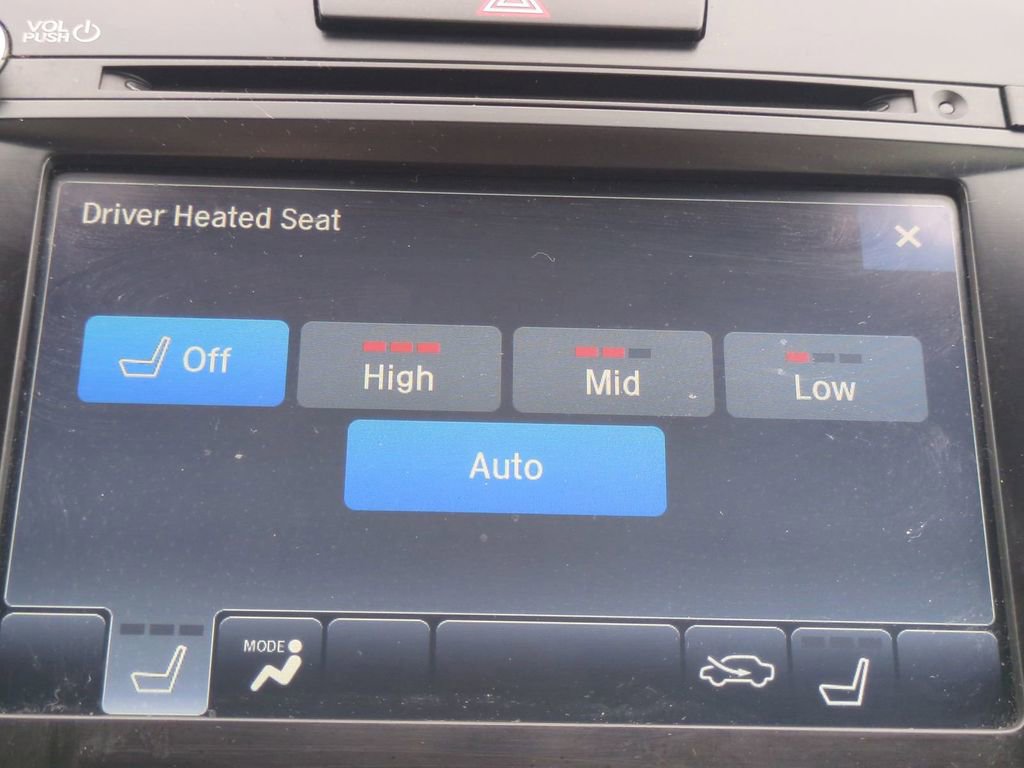 VOL
PUSH
Driver Heated Seat
Off
High
Mid
Low
Auto
MODE